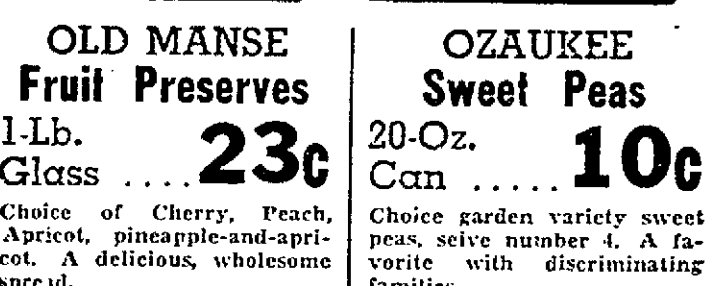 OLD MANSE
Fruit Preserves
1-Lb.
Glass .... 23c
Choice of Cherry, Peach,
Apricot, pineapple-and-apri-
cot. A delicious, wholesome
spread.
OZAUKEE
Sweet Peas
20-Oz.
Can ..... 10c
Choice garden variety sweet
peas, seive number 4. A fa-
vorite with discriminating
families.